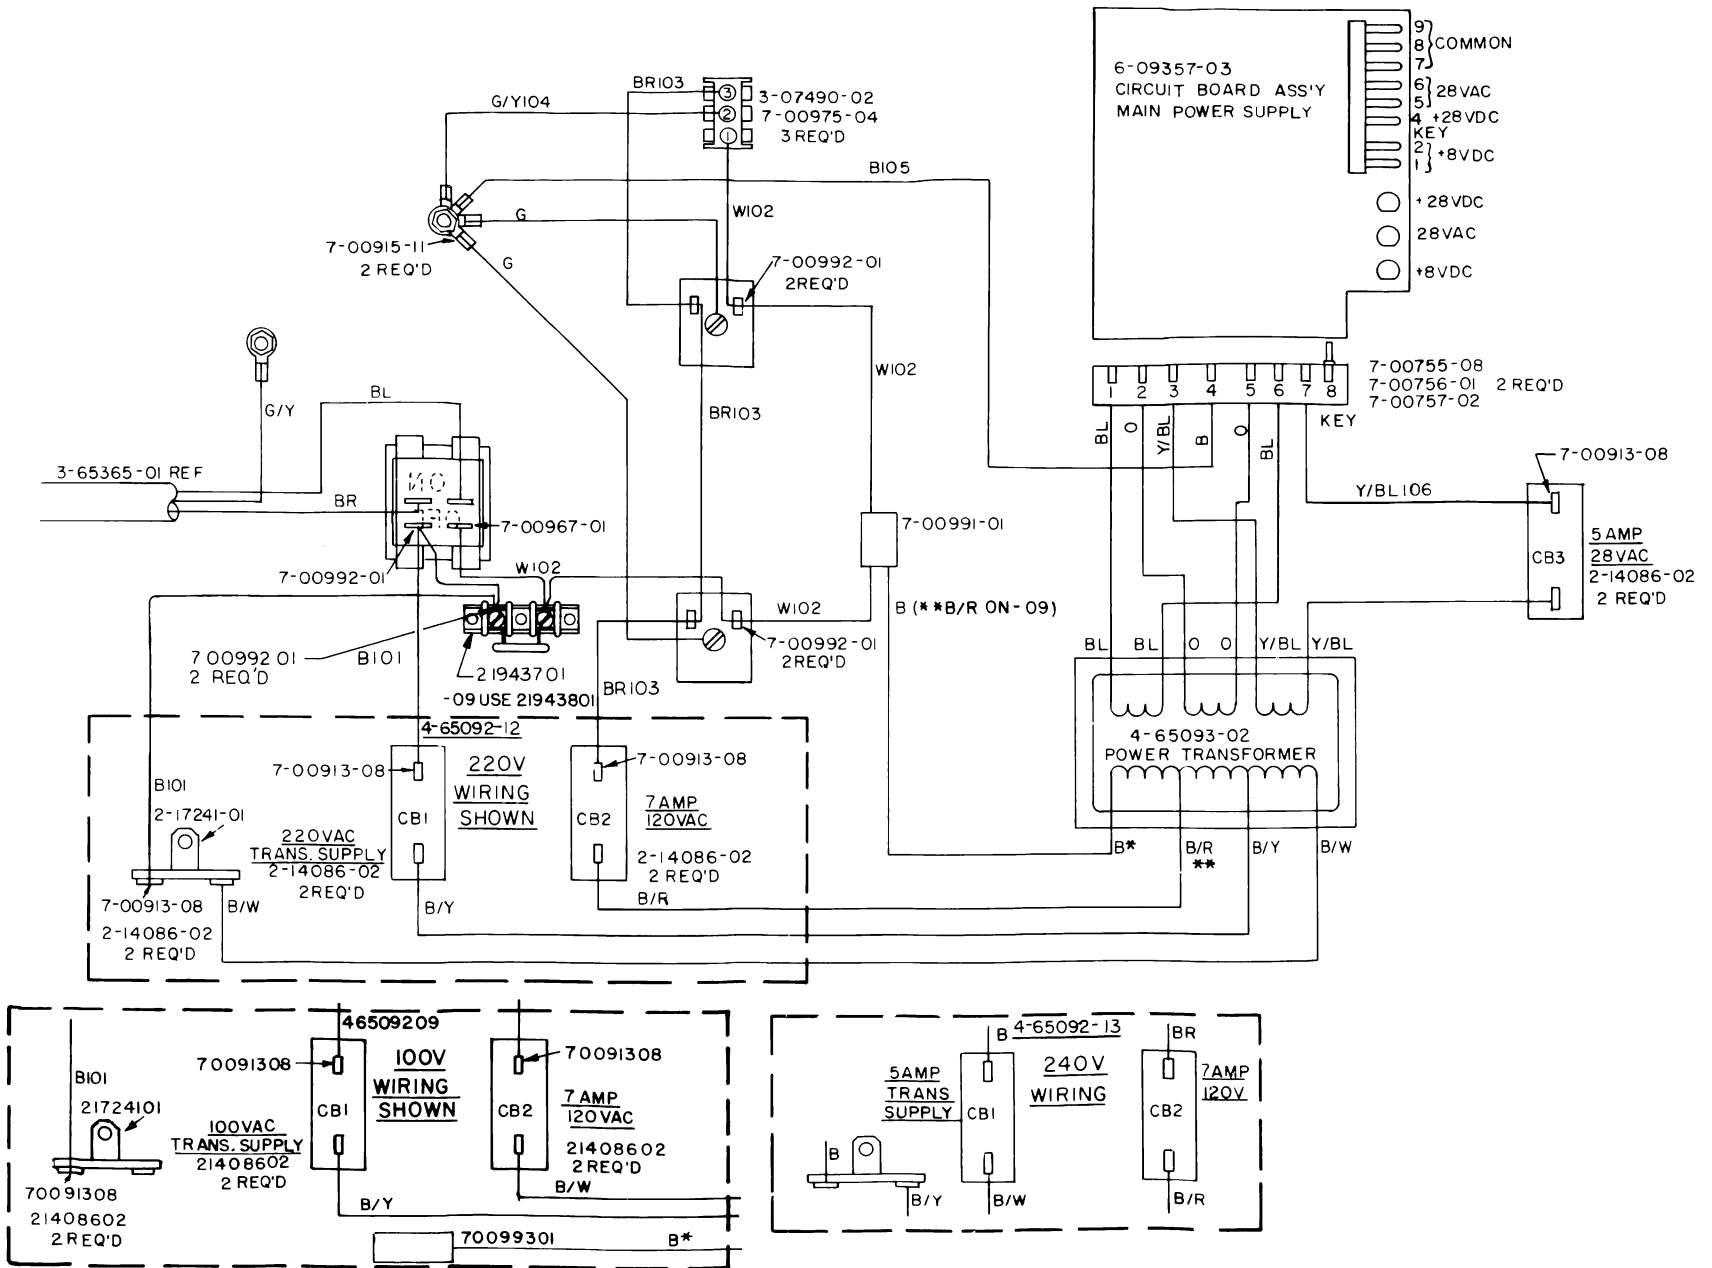 9
8 COMMON
7
6-09357-03
CIRCUIT BOARD ASS'Y
MAIN POWER SUPPLY
6
28VAC
5
4 +28VDC
KEY
2
+8VDC
1
+28VDC
28VAC
+8VDC
BR103
3
2
1
3-07490-02
7-00975-04
3 REQ'D
G/Y104
B105
W102
G
7-00915-11
2 REQ'D
G
7-00992-01
2REQ'D
W102
BR103
G/Y
BL
3-65365-01 REF
BR
NO
OFF
7-00967-01
7-00992-01
W102
7-00991-01
B (**B/R ON-09)
W102
7-00992-01
2REQ'D
7 00992 01
2 REQ'D
B101
21943701
-09 USE 21943801
BR103
1 2 3 4 5 6 7 8
7-00755-08
7-00756-01 2 REQ'D
7-00757-02
KEY
BL
O
Y/BL
B
O
BL
7-00913-08
Y/BL106
CB3
5 AMP
28VAC
2-14086-02
2 REQ'D
BL BL O O Y/BL Y/BL
4-65093-02
POWER TRANSFORMER
B*
B/R
**
B/Y
B/W
4-65092-12
7-00913-08
220V
WIRING
SHOWN
7-00913-08
B101
2-17241-01
CB1
CB2
7 AMP
120VAC
220VAC
TRANS. SUPPLY
2-14086-02
2REQ'D
2-14086-02
2 REQ'D
7-00913-08
B/W
B/Y
B/R
2-14086-02
2 REQ'D
46509209
70091308
100V
WIRING
SHOWN
70091308
B101
21724101
CB1
CB2
7 AMP
120VAC
100VAC
TRANS. SUPPLY
21408602
2 REQ'D
21408602
2 REQ'D
70091308
21408602
2 REQ'D
B/Y
B/W
70099301
B*
B
4-65092-13
BR
240V
WIRING
5AMP
TRANS
SUPPLY
CB1
CB2
7AMP
120V
B
B/Y
B/W
B/R